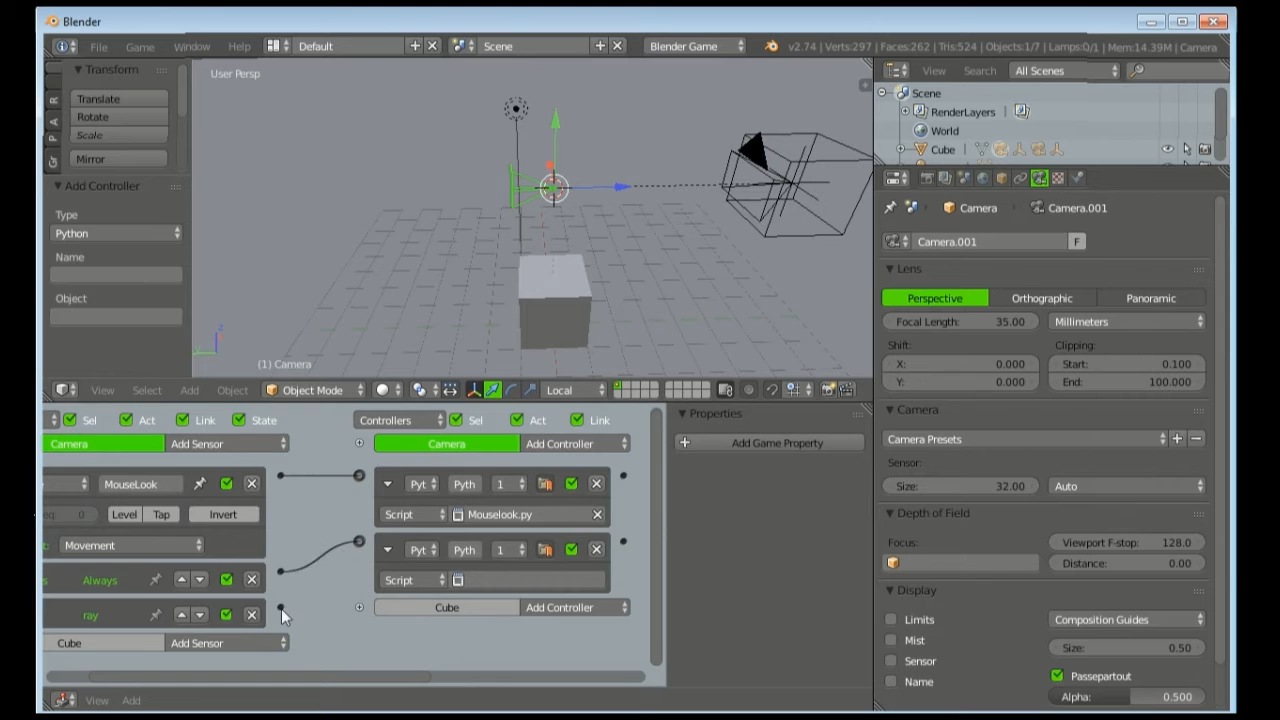 Blender
File Game Window Help Default Scene Blender Game v2.74 | Verts:297 | Faces:262 | Tris:524 | Objects:1/7 | Lamps:0/1 | Mem:14.39M | Camera
Transform
Translate
Rotate
Scale
Mirror
Add Controller
Type
Python
Name
Object
R
A
P
Gr
User Persp
(1) Camera
View Select Add Object Object Mode Local
View Search All Scenes
Scene
RenderLayers
World
Cube
Camera Camera.001
Camera.001 F
Lens
Perspective Orthographic Panoramic
Focal Length: 35.00 Millimeters
Shift: Clipping:
X: 0.000 Start: 0.100
Y: 0.000 End: 100.000
Camera
Camera Presets
Sensor:
Size: 32.00 Auto
Depth of Field
Focus: Viewport F-stop: 128.0
Distance: 0.00
Display
Limits Composition Guides
Mist Size: 0.50
Sensor Passepartout
Name Alpha: 0.500
Sel Act Link State Controllers Sel Act Link
Camera Add Sensor Camera Add Controller
MouseLook Pyt Pyth 1
0 Level Tap Invert Script Mouselook.py
Movement Pyt Pyth 1
Always Script
ray Cube Add Controller
Cube Add Sensor
Properties
Add Game Property
View Add